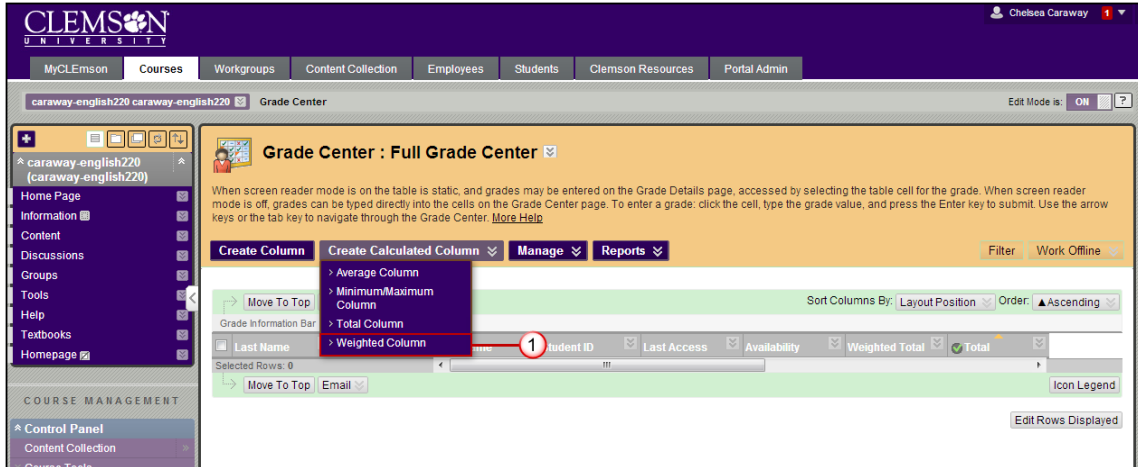 CLEMSON
UNIVERSITY
Chelsea Caraway 1
MyCLEmson Courses Workgroups Content Collection Employees Students Clemson Resources Portal Admin
caraway-english220 caraway-english220 Grade Center
Edit Mode is: ON ?
caraway-english220
(caraway-english220)
Home Page
Information
Content
Discussions
Groups
Tools
Help
Textbooks
Homepage
COURSE MANAGEMENT
Control Panel
Content Collection
Course Tools
Grade Center : Full Grade Center
When screen reader mode is on the table is static, and grades may be entered on the Grade Details page, accessed by selecting the table cell for the grade. When screen reader
mode is off, grades can be typed directly into the cells on the Grade Center page. To enter a grade: click the cell, type the grade value, and press the Enter key to submit. Use the arrow
keys or the tab key to navigate through the Grade Center. More Help
Create Column Create Calculated Column Manage Reports Filter Work Offline
> Average Column
> Minimum/Maximum
Column
> Total Column
> Weighted Column
1
Move To Top
Sort Columns By: Layout Position Order: ▲Ascending
Grade Information Bar
Last Name Student ID Last Access Availability Weighted Total Total
Selected Rows: 0
Move To Top Email Icon Legend
Edit Rows Displayed